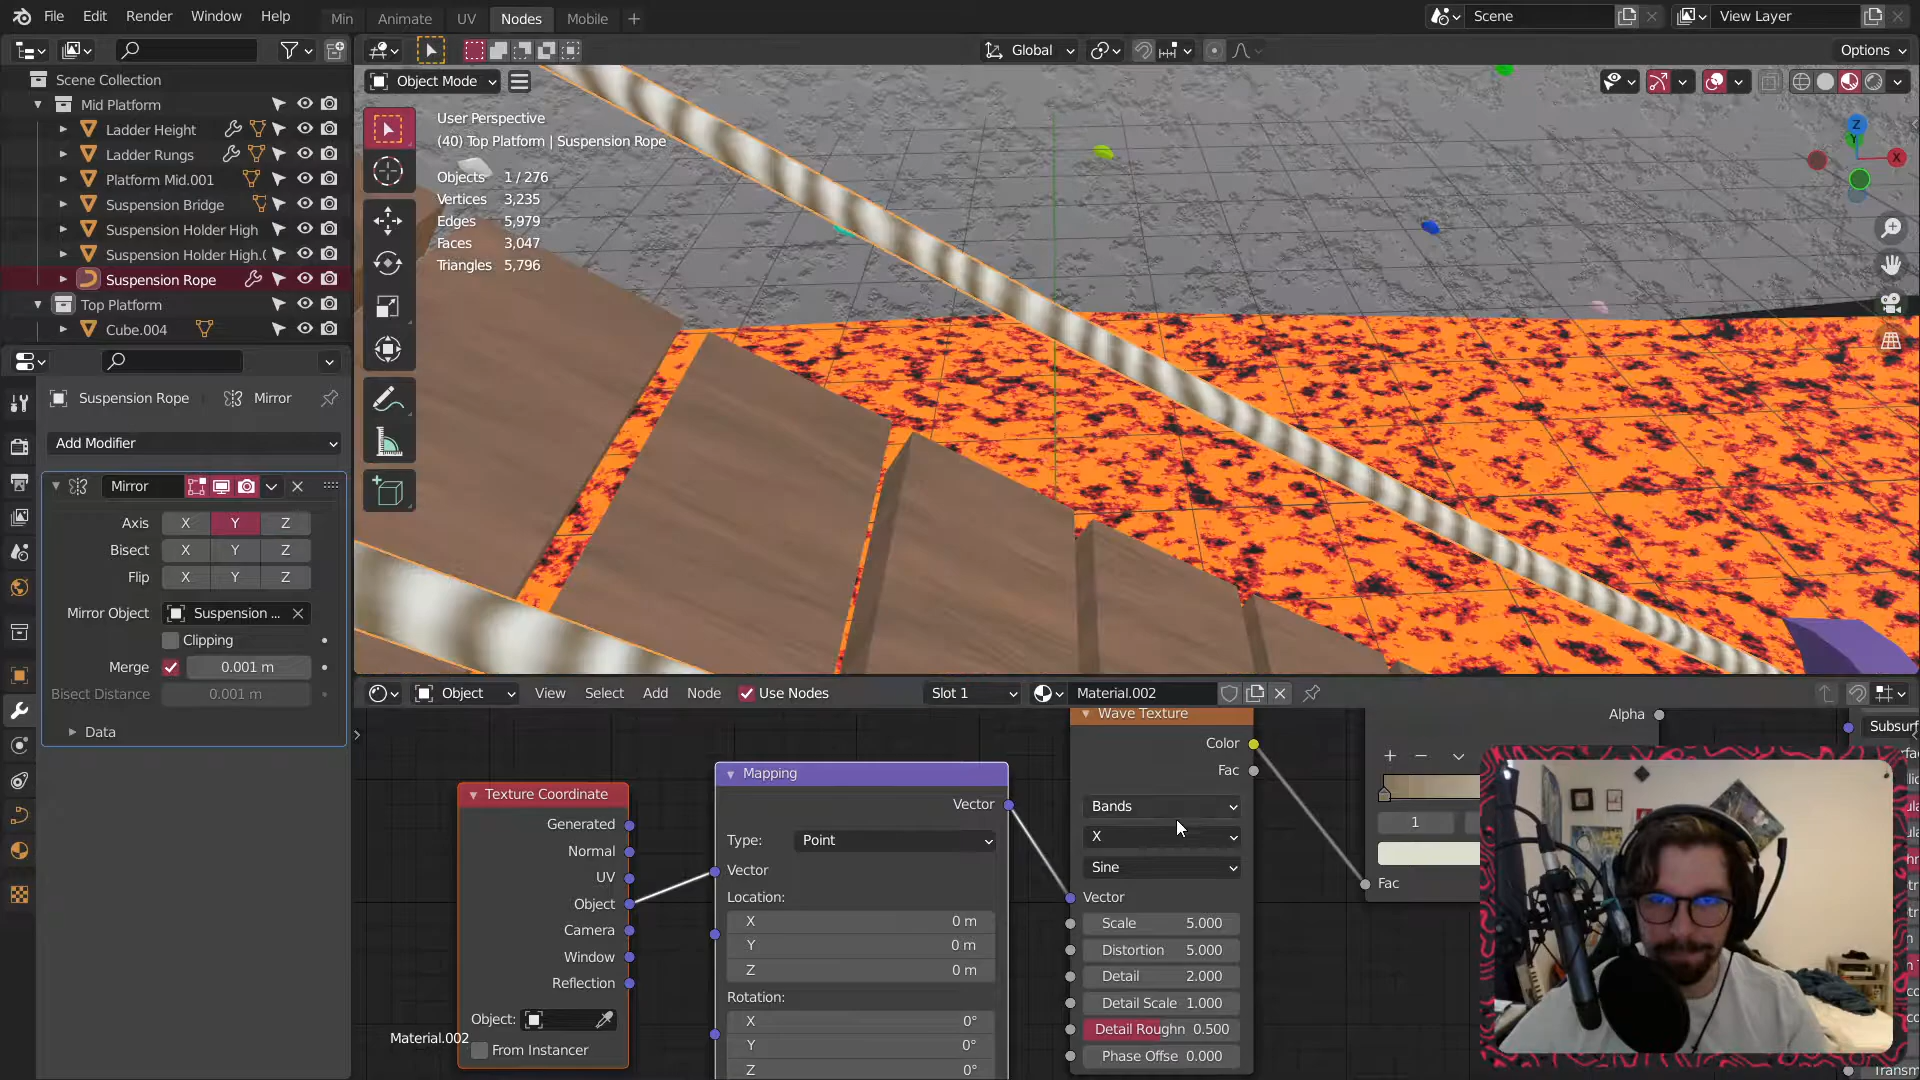 File Edit Render Window Help Min Animate UV Nodes Mobile + Scene View Layer
Global Options
Scene Collection
Mid Platform
Ladder Height
Ladder Rungs
Platform Mid.001
Suspension Bridge
Suspension Holder High
Suspension Holder High.0
Suspension Rope
Top Platform
Cube.004
Suspension Rope Mirror
Add Modifier
Mirror
Axis X Y Z
Bisect X Y Z
Flip X Y Z
Mirror Object Suspension ...
Clipping
Merge 0.001 m
Bisect Distance 0.001 m
Data
Object Mode
User Perspective
(40) Top Platform | Suspension Rope
Objects 1 / 276
Vertices 3,235
Edges 5,979
Faces 3,047
Triangles 5,796
Z
Y
X
Object View Select Add Node Use Nodes Slot 1 Material.002
Texture Coordinate
Generated
Normal
UV
Object
Camera
Window
Reflection
Object:
From Instancer
Material.002
Mapping
Vector
Type: Point
Vector
Location:
X 0 m
Y 0 m
Z 0 m
Rotation:
X 0°
Y 0°
Z 0°
Wave Texture
Color
Fac
Bands
X
Sine
Vector
Scale 5.000
Distortion 5.000
Detail 2.000
Detail Scale 1.000
Detail Roughn 0.500
Phase Offse 0.000
Alpha
1
Fac
Subsurf